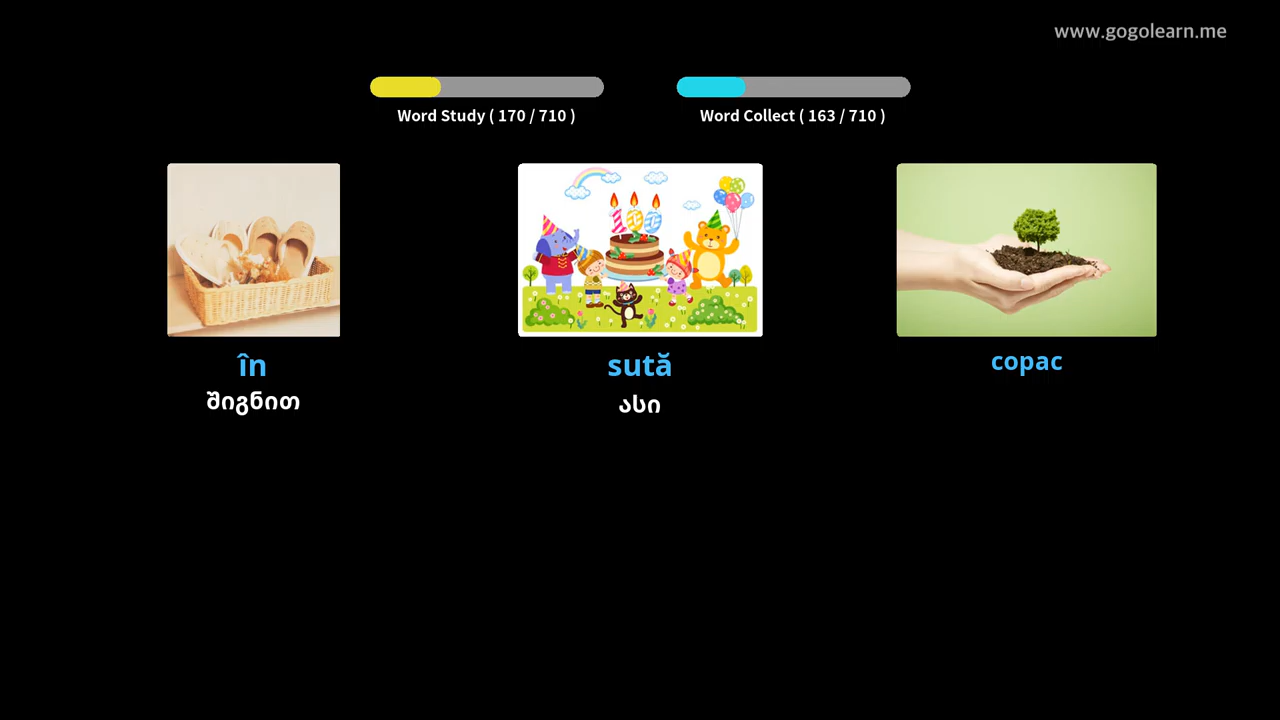 www.gogolearn.me
Word Study ( 170 / 710 )
Word Collect ( 163 / 710 )
în
sută
copac
შიგნით
ასი